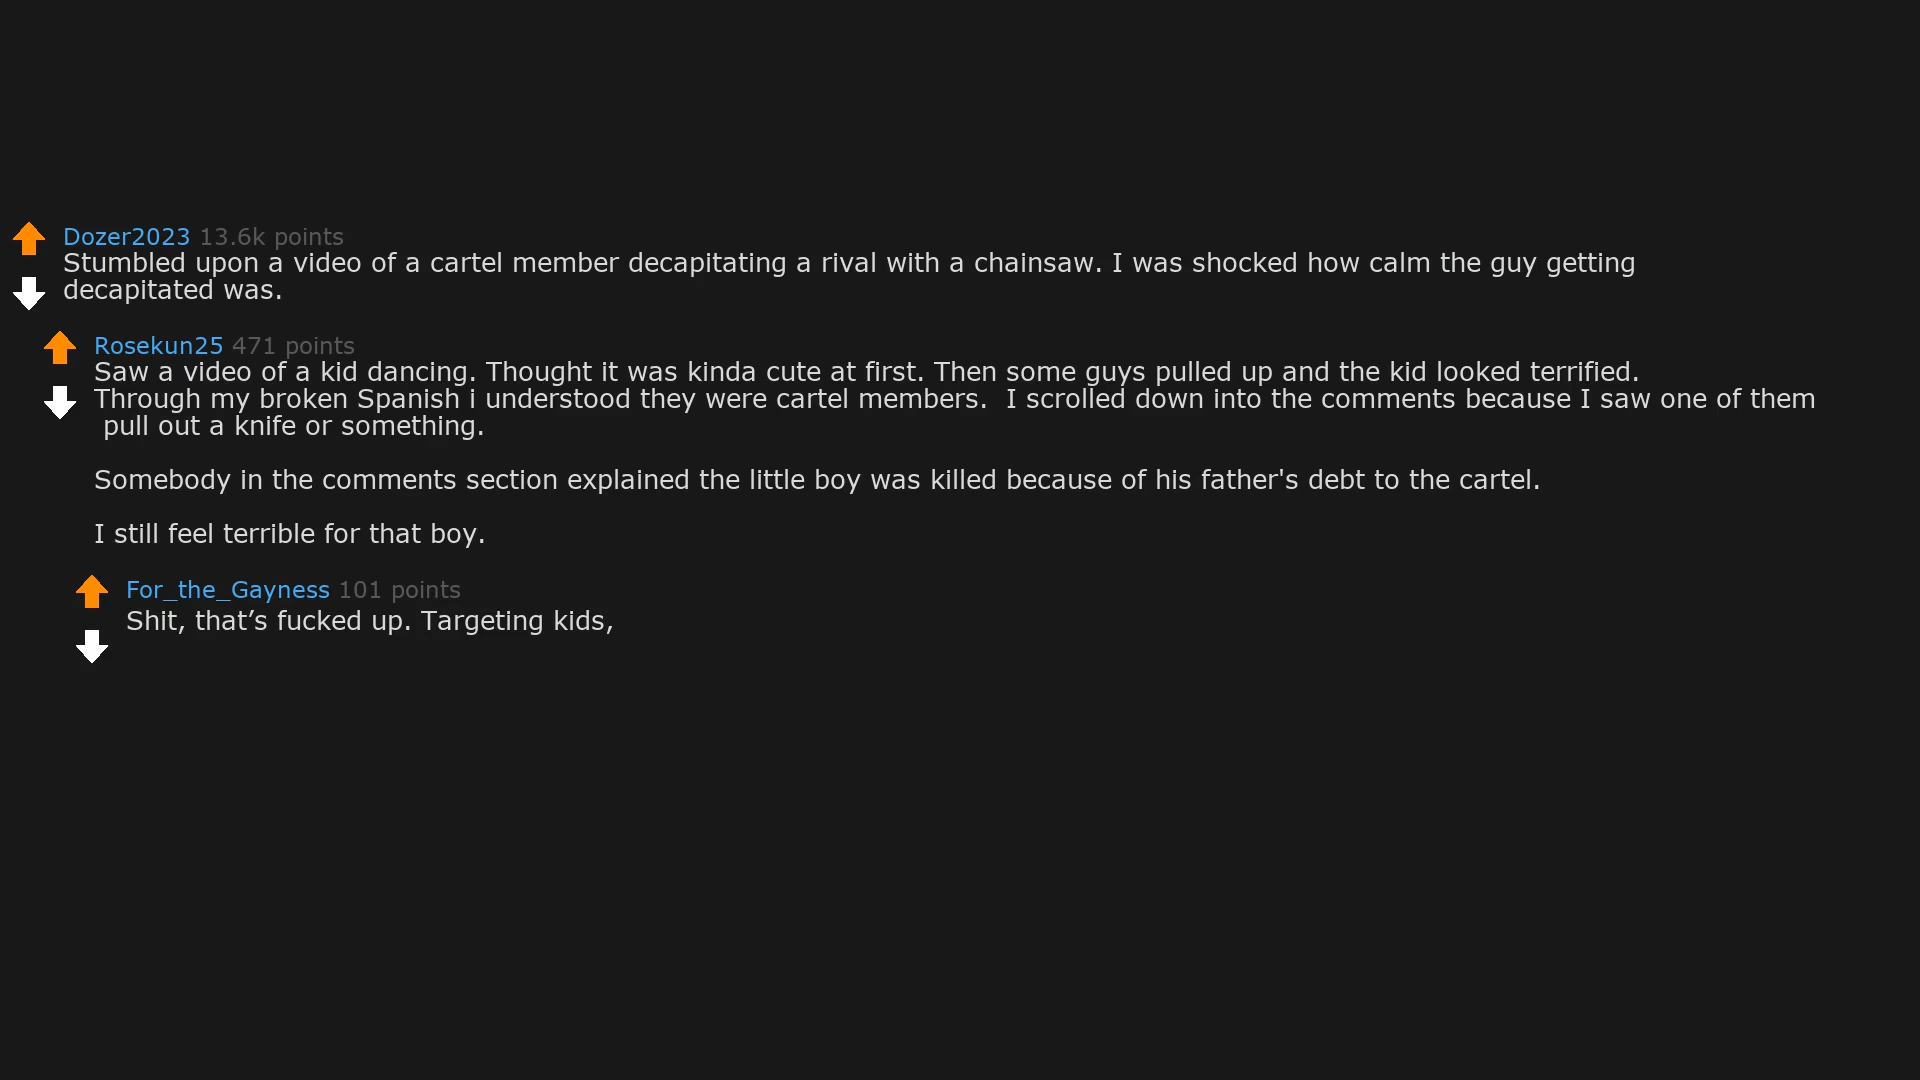 Dozer2023 13.6k points
Stumbled upon a video of a cartel member decapitating a rival with a chainsaw. I was shocked how calm the guy getting
decapitated was.
Rosekun25 471 points
Saw a video of a kid dancing. Thought it was kinda cute at first. Then some guys pulled up and the kid looked terrified.
Through my broken Spanish i understood they were cartel members.  I scrolled down into the comments because I saw one of them
pull out a knife or something.
Somebody in the comments section explained the little boy was killed because of his father's debt to the cartel.
I still feel terrible for that boy.
For_the_Gayness 101 points
Shit, that’s fucked up. Targeting kids,